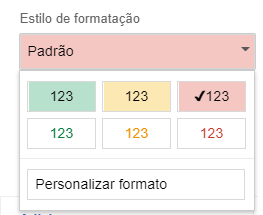 Estilo de formatação
Padrão
123 123 ✔123
123 123 123
Personalizar formato